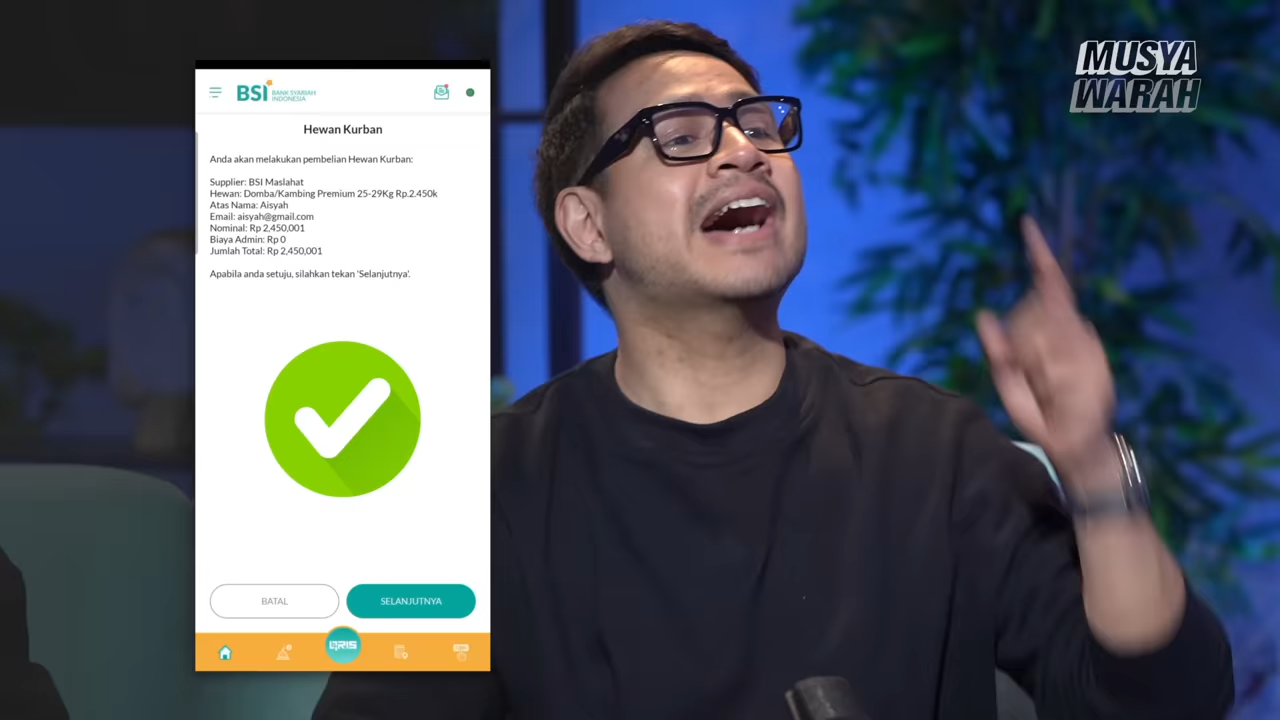 BSI BANK SYARIAH
INDONESIA
Hewan Kurban
Anda akan melakukan pembelian Hewan Kurban:
Supplier: BSI Maslahat
Hewan: Domba/Kambing Premium 25-29Kg Rp.2.450k
Atas Nama: Aisyah
Email: aisyah@gmail.com
Nominal: Rp 2,450,001
Biaya Admin: Rp 0
Jumlah Total: Rp 2,450,001
Apabila anda setuju, silahkan tekan 'Selanjutnya'.
BATAL
SELANJUTNYA
QRIS
MUSYA
WARAH